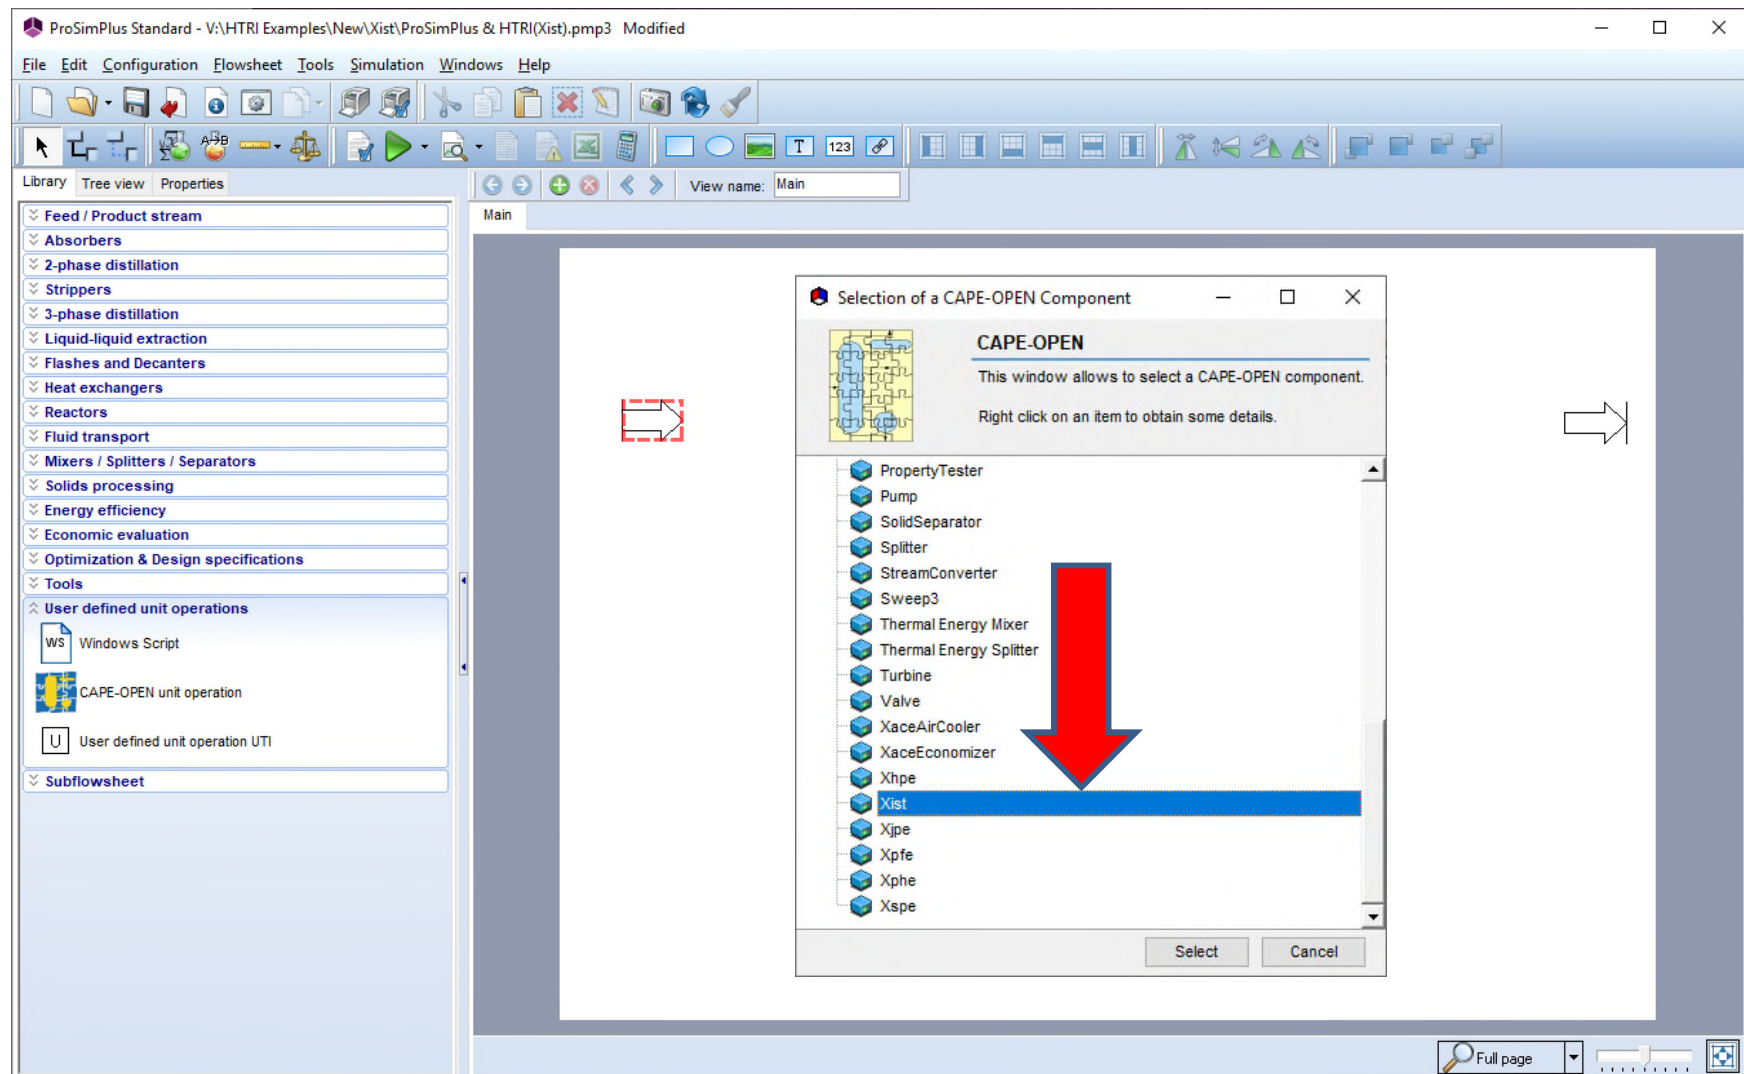 ProSimPlus Standard - V:\HTRI Examples\New\Xist\ProSimPlus & HTRI(Xist).pmp3   Modified
File   Edit   Configuration   Flowsheet   Tools   Simulation   Windows   Help
A B
T 123
Library   Tree view   Properties
View name: Main
Main
Feed / Product stream
Absorbers
2-phase distillation
Strippers
3-phase distillation
Liquid-liquid extraction
Flashes and Decanters
Heat exchangers
Reactors
Fluid transport
Mixers / Splitters / Separators
Solids processing
Energy efficiency
Economic evaluation
Optimization & Design specifications
Tools
User defined unit operations
WS Windows Script
CAPE-OPEN unit operation
U User defined unit operation UTI
Subflowsheet
Selection of a CAPE-OPEN Component
CAPE-OPEN
This window allows to select a CAPE-OPEN component.
Right click on an item to obtain some details.
PropertyTester
Pump
SolidSeparator
Splitter
StreamConverter
Sweep3
Thermal Energy Mixer
Thermal Energy Splitter
Turbine
Valve
XaceAirCooler
XaceEconomizer
Xhpe
Xist
Xjpe
Xpfe
Xphe
Xspe
Select   Cancel
Full page